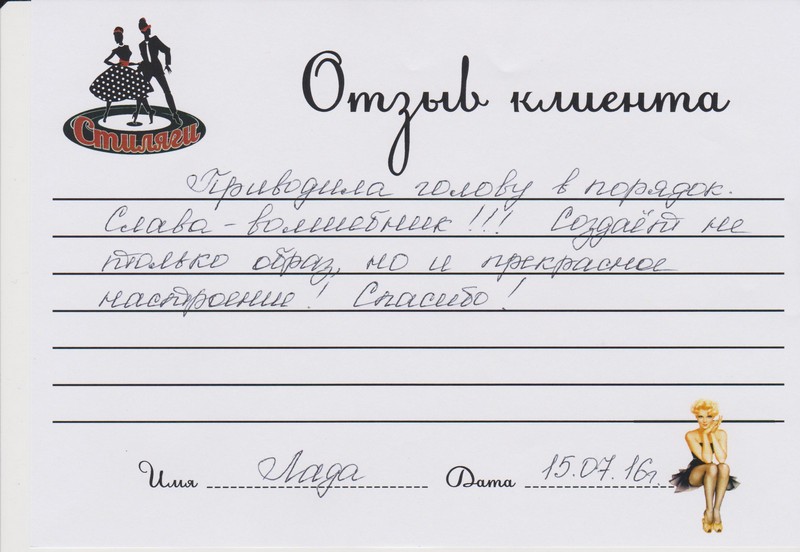 Стиляги
Отзыв клиента
Приводила голову в порядок.
Слава - волшебник!!! Создаёт не
только образ, но и прекрасное
настроение! Спасибо!
Имя Лада Дата 15.07.16г.